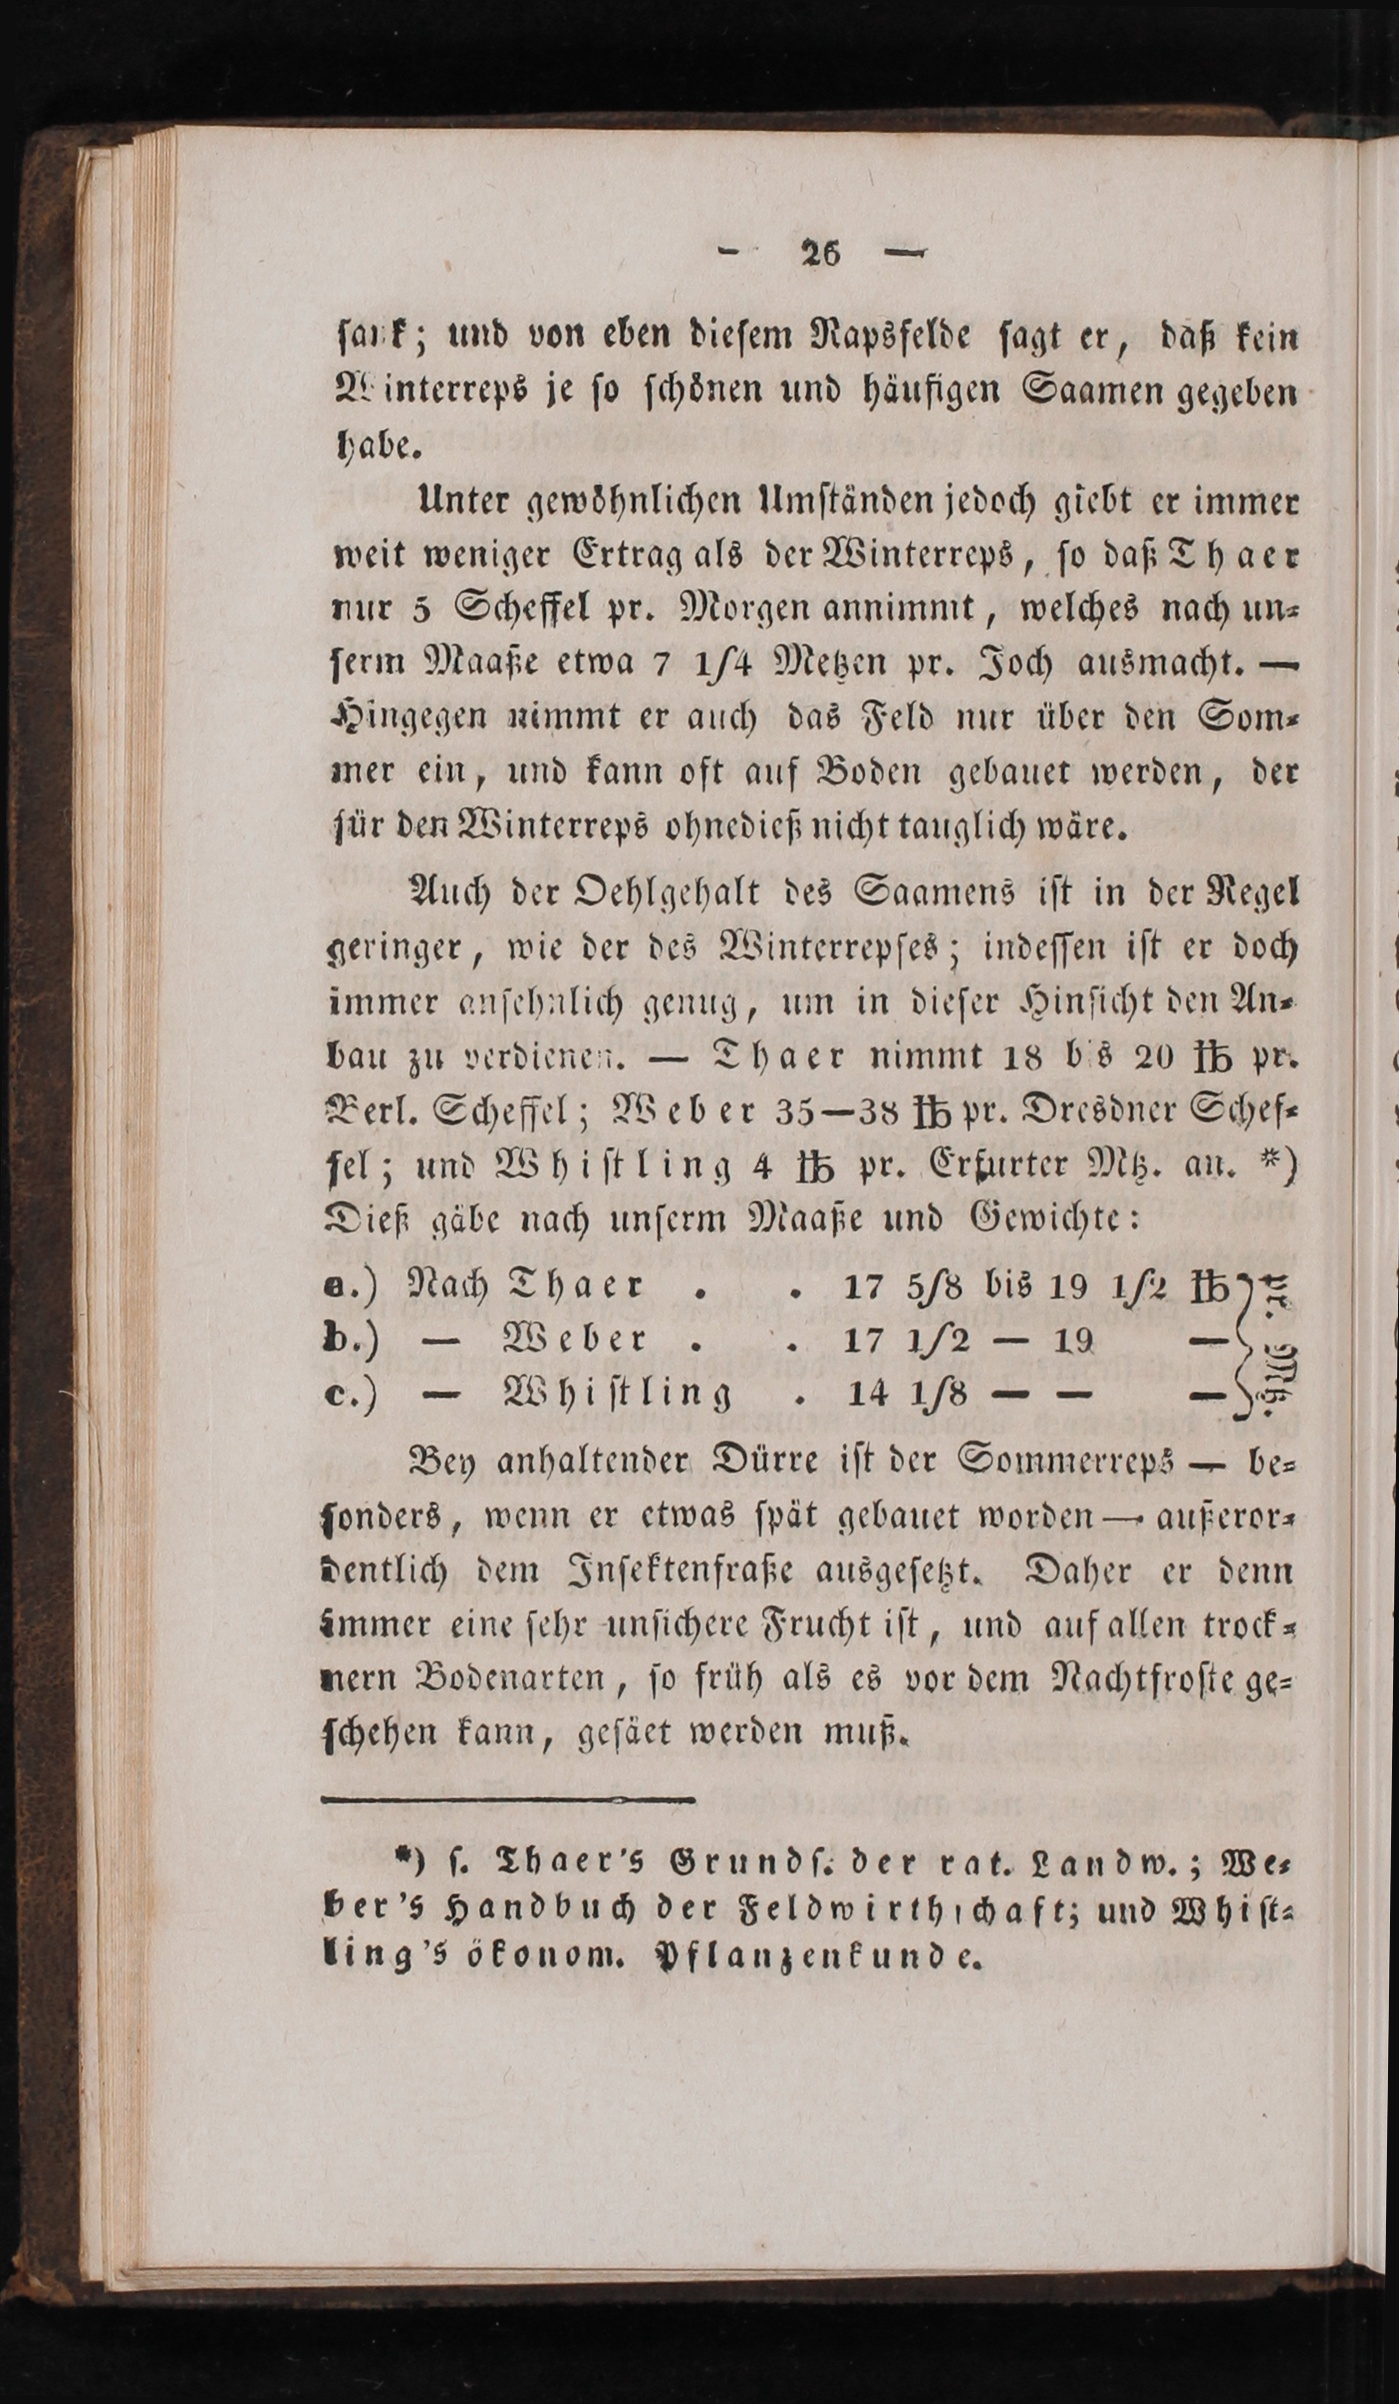 — 26 —
ſank; und von eben dieſem Rapsfelde ſagt er, daß kein
Winterreps je ſo ſchönen und häufigen Saamen gegeben
habe.
Unter gewöhnlichen Umſtänden jedoch giebt er immer
weit weniger Ertrag als der Winterreps, ſo daß Thaer
nur 5 Scheffel pr. Morgen annimmt, welches nach un⸗
ſerm Maaße etwa 7 1/4 Metzen pr. Joch ausmacht. —
Hingegen nimmt er auch das Feld nur über den Som⸗
mer ein, und kann oft auf Boden gebauet werden, der
für den Winterreps ohnedieß nicht tauglich wäre.
Auch der Oehlgehalt des Saamens iſt in der Regel
geringer, wie der des Winterrepſes; indeſſen iſt er doch
immer anſehnlich genug, um in dieſer Hinſicht den An⸗
bau zu verdienen. — Thaer nimmt 18 bis 20 ℔ pr.
Berl. Scheffel; Weber 35—38 ℔ pr. Dresdner Schef⸗
fel; und Whiſtling 4 ℔ pr. Erfurter Mtz. an. *)
Dieß gäbe nach unſerm Maaße und Gewichte:
a.) Nach Thaer . . 17 5/8 bis 19 1/2 ℔ } pr. Mtz.
b.) — Weber . . 17 1/2 — 19 —
c.) — Whiſtling . 14 1/8 — — —
Bey anhaltender Dürre iſt der Sommerreps — be⸗
ſonders, wenn er etwas ſpät gebauet worden — außeror⸗
dentlich dem Inſektenfraße ausgeſetzt. Daher er denn
immer eine ſehr unſichere Frucht iſt, und auf allen trock⸗
nern Bodenarten, ſo früh als es vor dem Nachtfroſte ge⸗
ſchehen kann, geſäet werden muß.
*) ſ. Thaer's Grundſ. der rat. Landw.; We⸗
ber's Handbuch der Feldwirthſchaft; und Whiſt⸗
ling's ökonom. Pflanzenkunde.